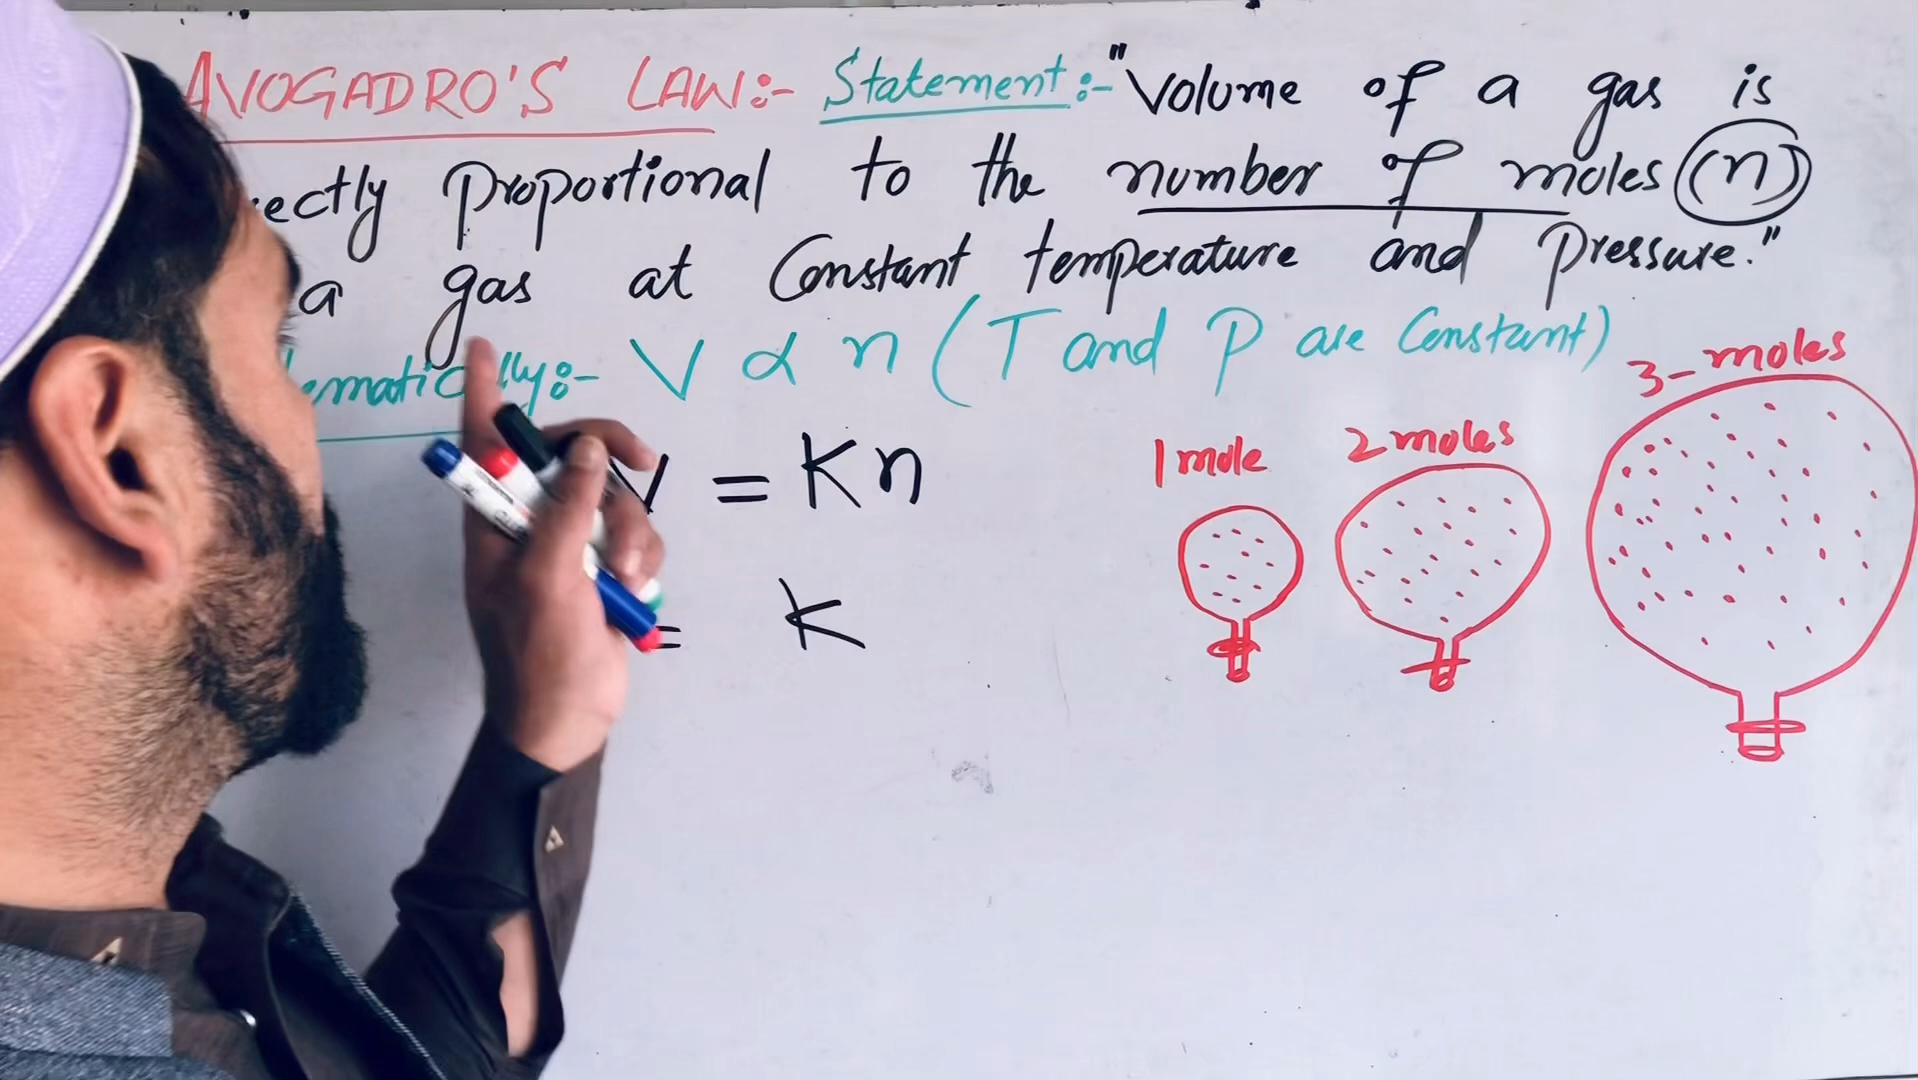 AVOGADRO'S LAW:- Statement:- "Volume of a gas is
ectly proportional to the number of moles (n)
a gas at Constant temperature and pressure."
ematically:- V ∝ n (T and P are Constant)
V = Kn
= K
1 mole
2 moles
3-moles